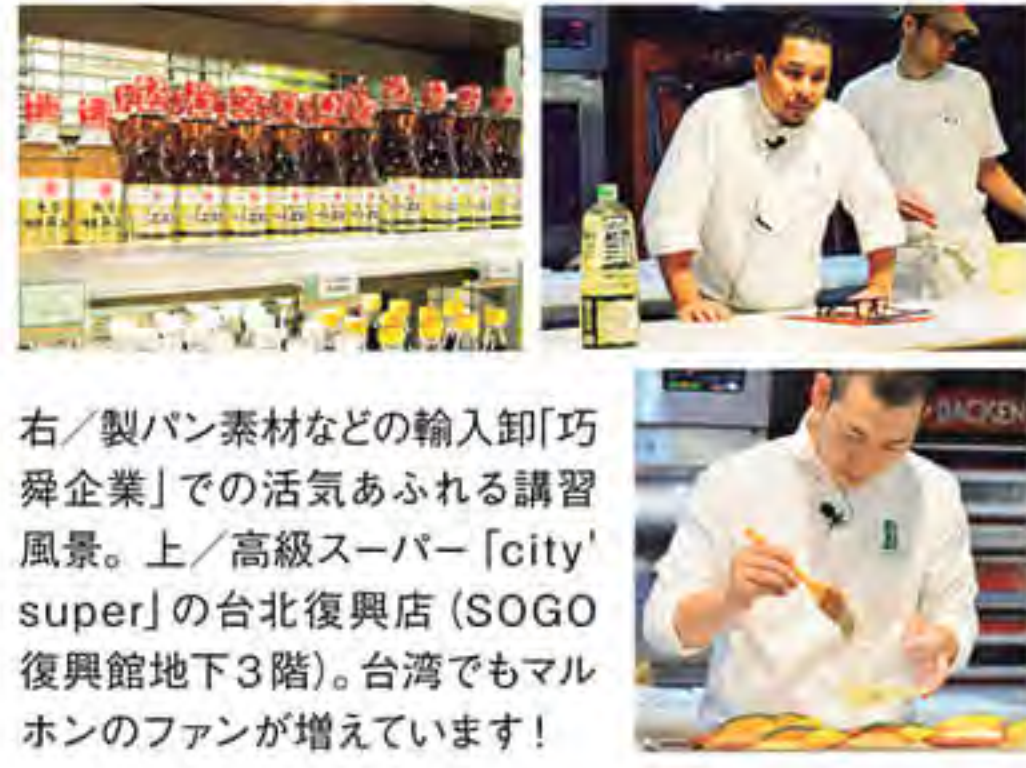 右／製パン素材などの輸入卸「巧
舜企業」での活気あふれる講習
風景。上／高級スーパー「city'
super」の台北復興店（SOGO
復興館地下3階）。台湾でもマル
ホンのファンが増えています！
BACKEN